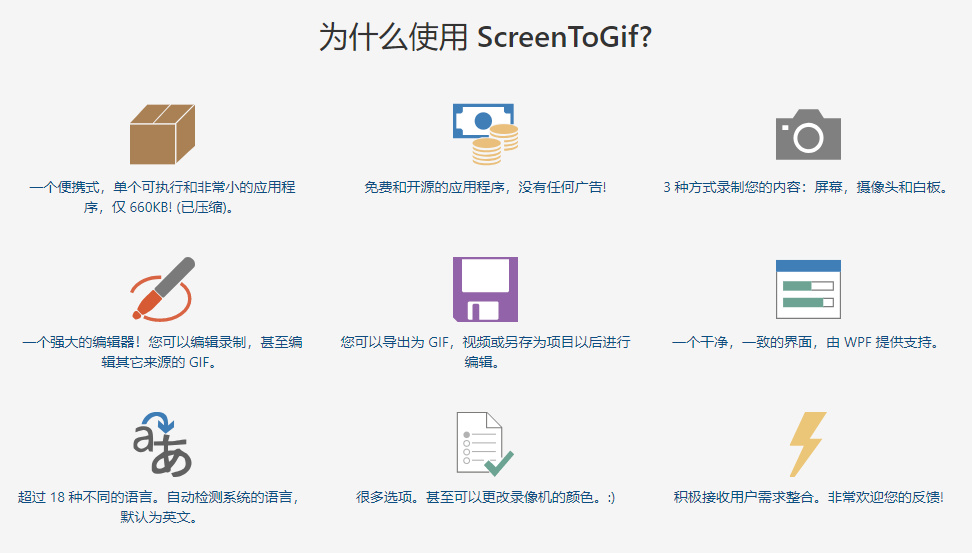 为什么使用 ScreenToGif?
一个便携式，单个可执行和非常小的应用程
序，仅 660KB! (已压缩)。
免费和开源的应用程序，没有任何广告!
3 种方式录制您的内容：屏幕，摄像头和白板。
一个强大的编辑器！您可以编辑录制，甚至编
辑其它来源的 GIF。
您可以导出为 GIF，视频或另存为项目以后进行
编辑。
一个干净，一致的界面，由 WPF 提供支持。
aあ
超过 18 种不同的语言。自动检测系统的语言，
默认为英文。
很多选项。甚至可以更改录像机的颜色。:)
积极接收用户需求整合。非常欢迎您的反馈!